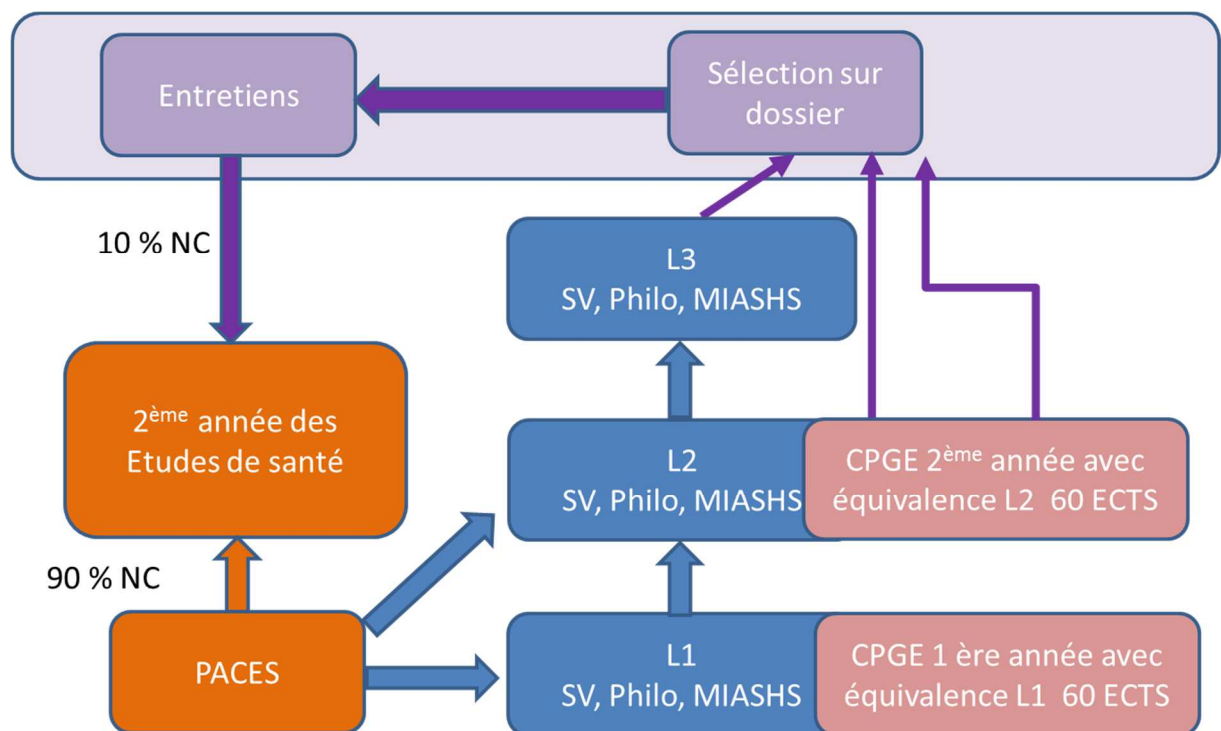 Entretiens
Sélection sur
dossier
10 % NC
L3
SV, Philo, MIASHS
2ème année des
Etudes de santé
L2
SV, Philo, MIASHS
CPGE 2ème année avec
équivalence L2 60 ECTS
90 % NC
PACES
L1
SV, Philo, MIASHS
CPGE 1 ère année avec
équivalence L1 60 ECTS